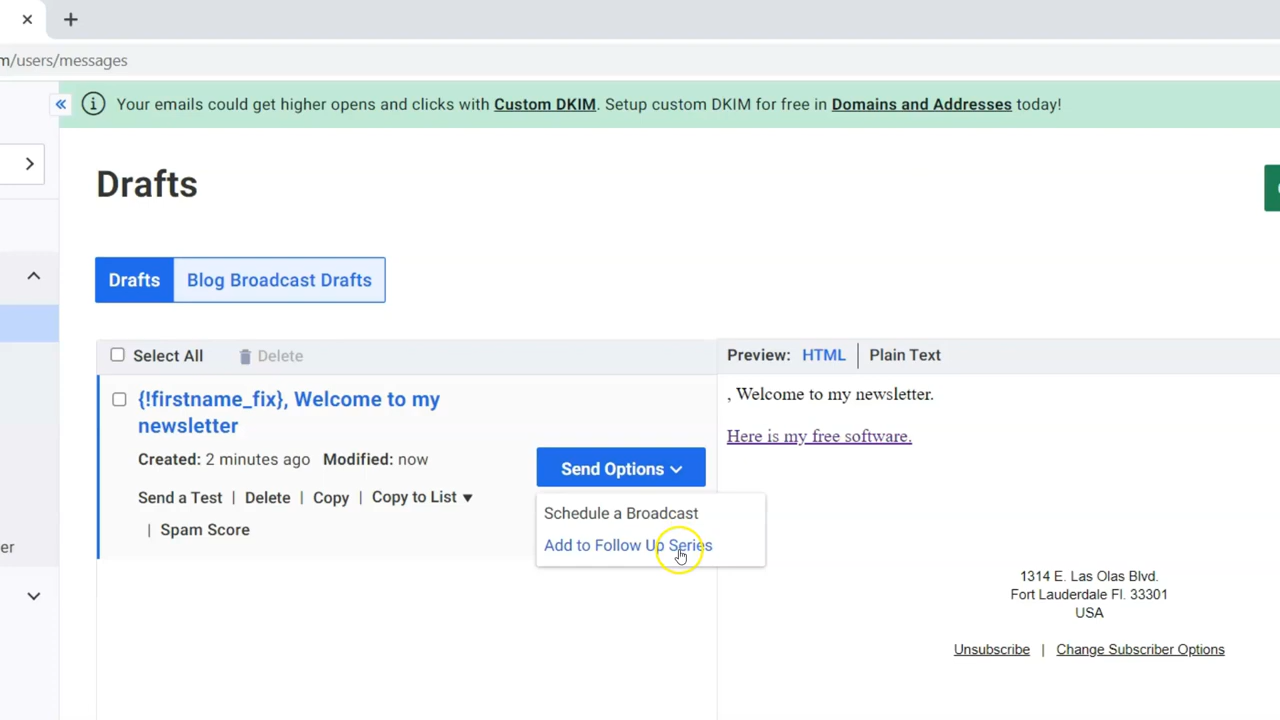 m/users/messages
Your emails could get higher opens and clicks with Custom DKIM. Setup custom DKIM for free in Domains and Addresses today!
Drafts
Drafts
Blog Broadcast Drafts
Select All
Delete
Preview: HTML | Plain Text
{!firstname_fix}, Welcome to my
newsletter
Created: 2 minutes ago Modified: now
Send a Test | Delete | Copy | Copy to List
| Spam Score
Send Options
Schedule a Broadcast
Add to Follow Up Series
, Welcome to my newsletter.
Here is my free software.
1314 E. Las Olas Blvd.
Fort Lauderdale Fl. 33301
USA
Unsubscribe | Change Subscriber Options
er